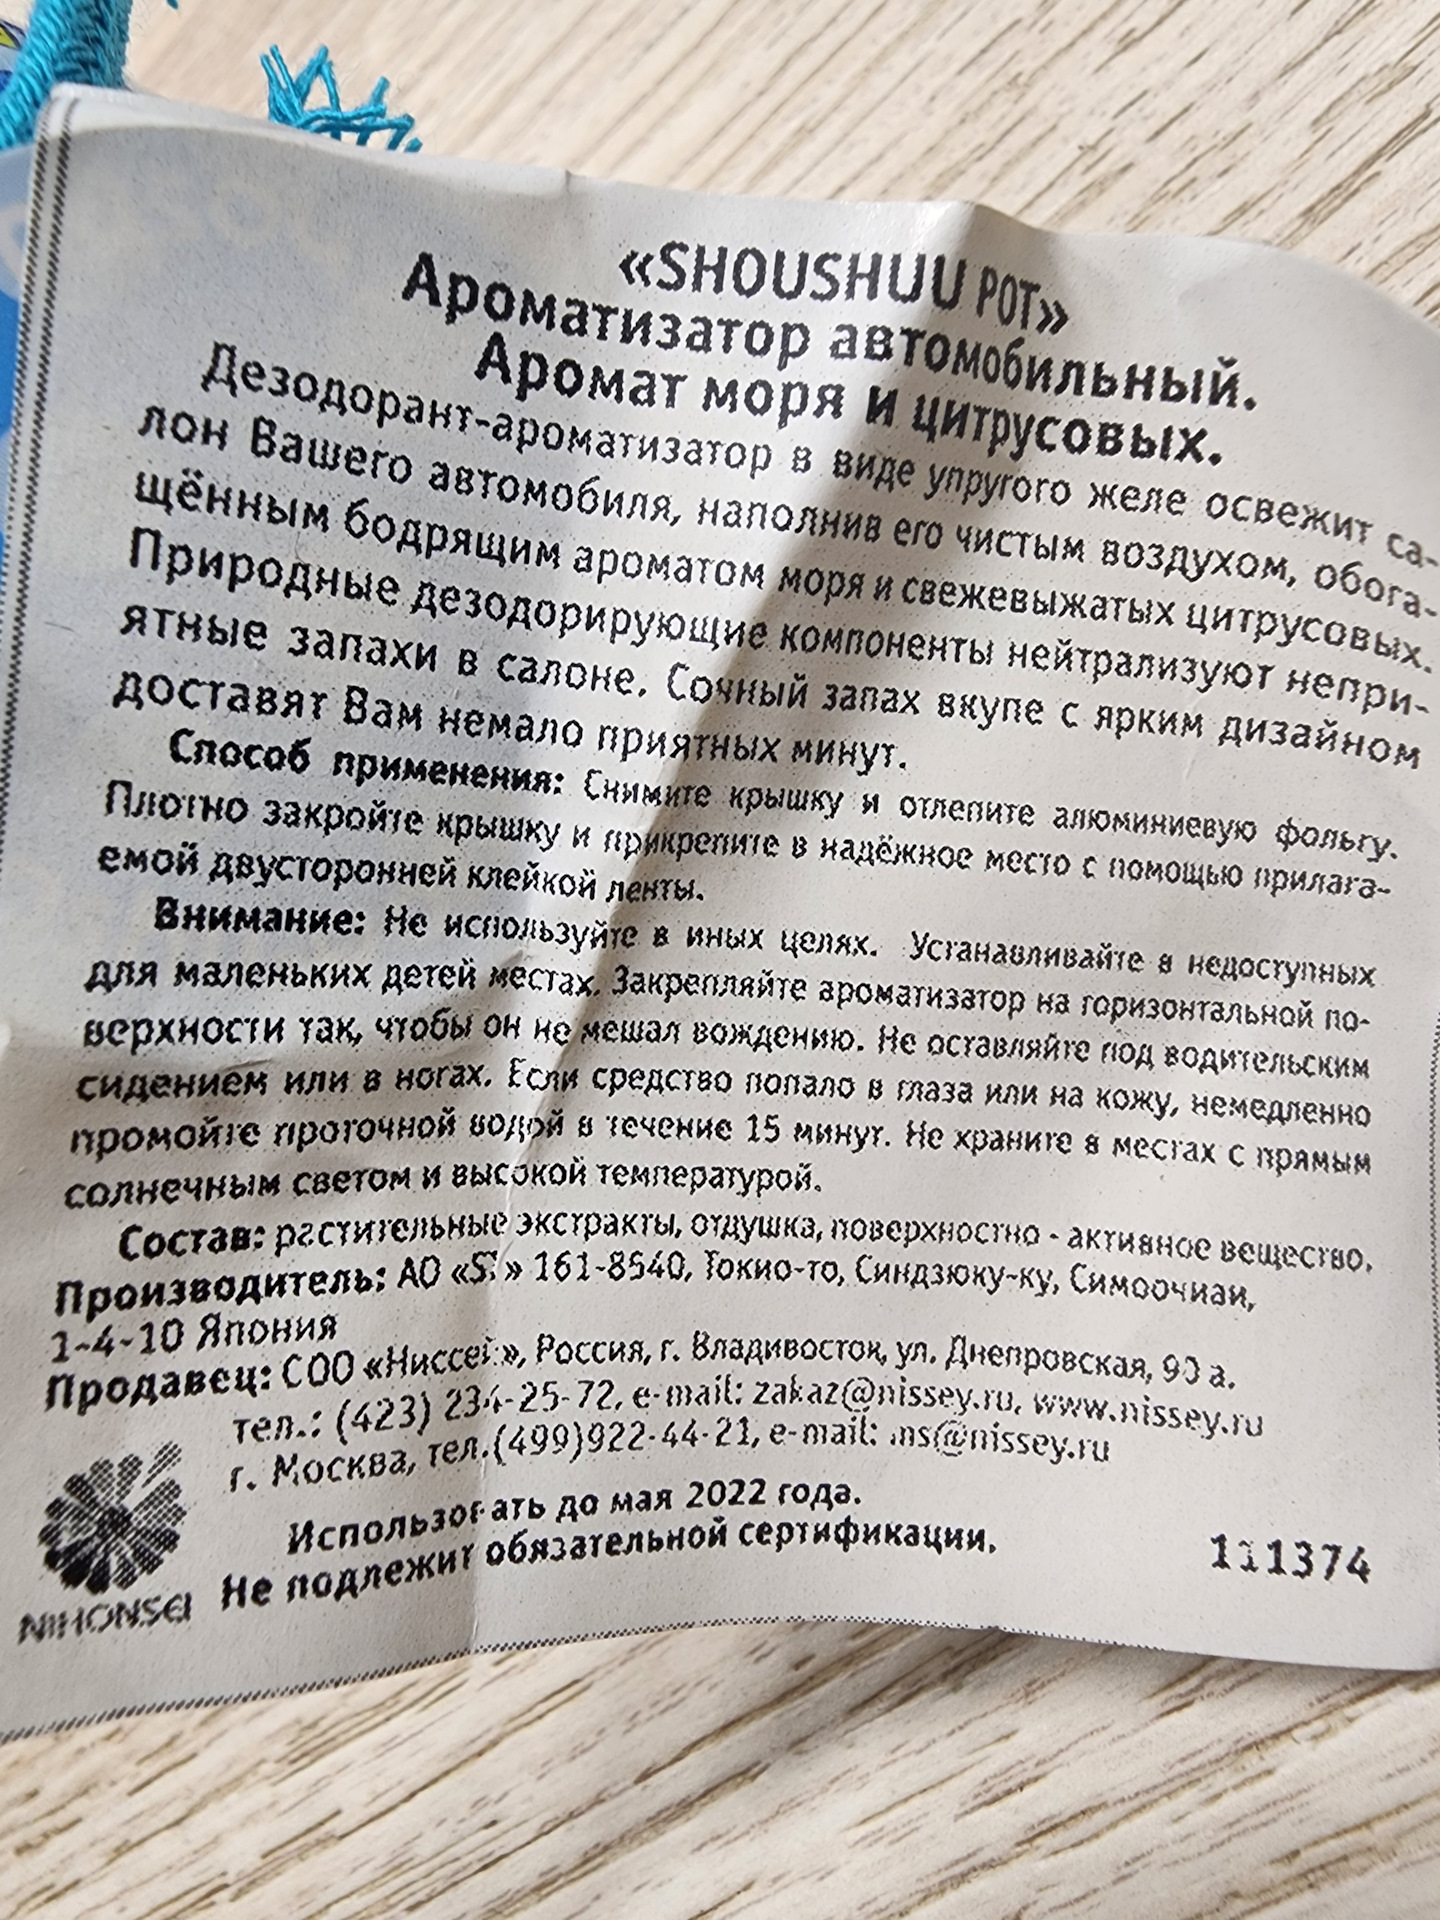 «SHOUSHUU POT»
Ароматизатор автомобильный.
Аромат моря и цитрусовых.
Дезодорант-ароматизатор в виде упругого желе освежит са-
лон Вашего автомобиля, наполнив его чистым воздухом, обога-
щённым бодрящим ароматом моря и свежевыжатых цитрусовых.
Природные дезодорирующие компоненты нейтрализуют непри-
ятные запахи в салоне. Сочный запах вкупе с ярким дизайном
доставят Вам немало приятных минут.
Способ применения: Снимите крышку и отлепите алюминиевую фольгу.
Плотно закройте крышку и прикрепите в надёжное место с помощью прилага-
емой двусторонней клейкой ленты.
Внимание: Не используйте в иных целях. Устанавливайте в недоступных
для маленьких детей местах. Закрепляйте ароматизатор на горизонтальной по-
верхности так, чтобы он не мешал вождению. Не оставляйте под водительским
сидением или в ногах. Если средство попало в глаза или на кожу, немедленно
промойте проточной водой в течение 15 минут. Не храните в местах с прямым
солнечным светом и высокой температурой.
Состав: растительные экстракты, отдушка, поверхностно - активное вещество.
Производитель: АО 161-8540, Токио-то, Синдзюку-ку, Симоочиаи,
1-4-10 Япония
Продавец: СОО «Ниссей», Россия, г. Владивосток, ул. Днепровская, 90 а.
тел.: (423) 234-25-72, e-mail: zakaz@nissey.ru, www.nissey.ru
г. Москва, тел.(499)922-44-21, e-mail:
Использовать до мая 2022 года.
Не подлежит обязательной сертификации.
111374
NIHONSEI